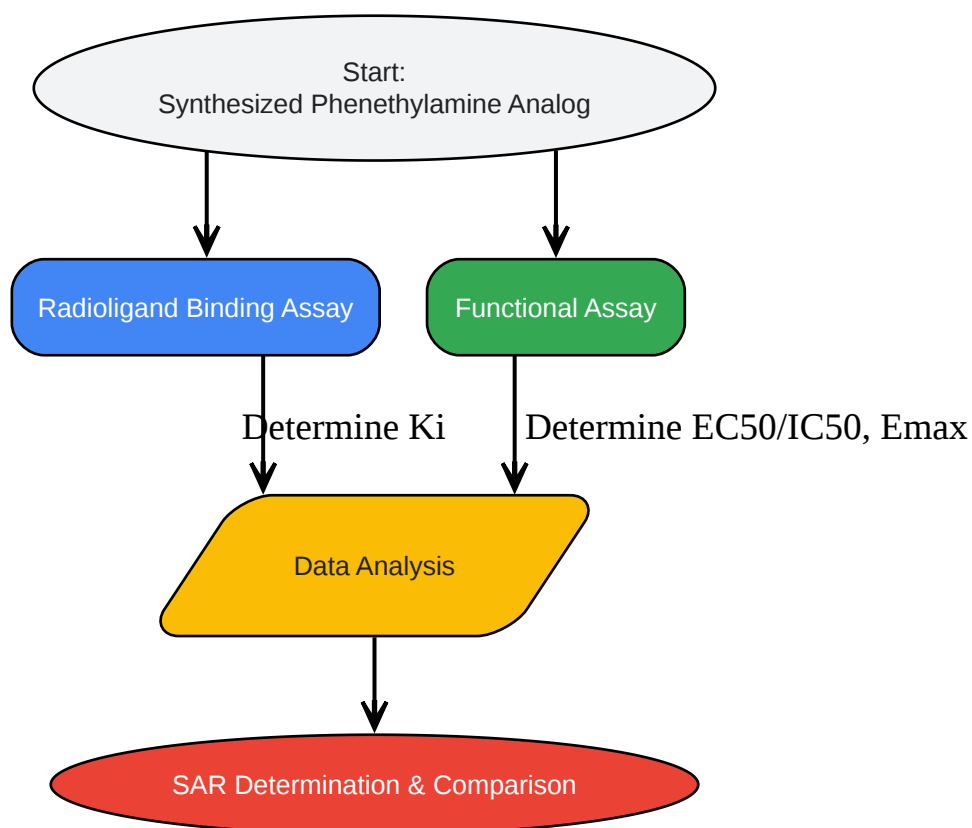 Start:
Synthesized Phenethylamine Analog
Radioligand Binding Assay
Functional Assay
Determine Ki
Determine EC50/IC50, Emax
Data Analysis
SAR Determination & Comparison